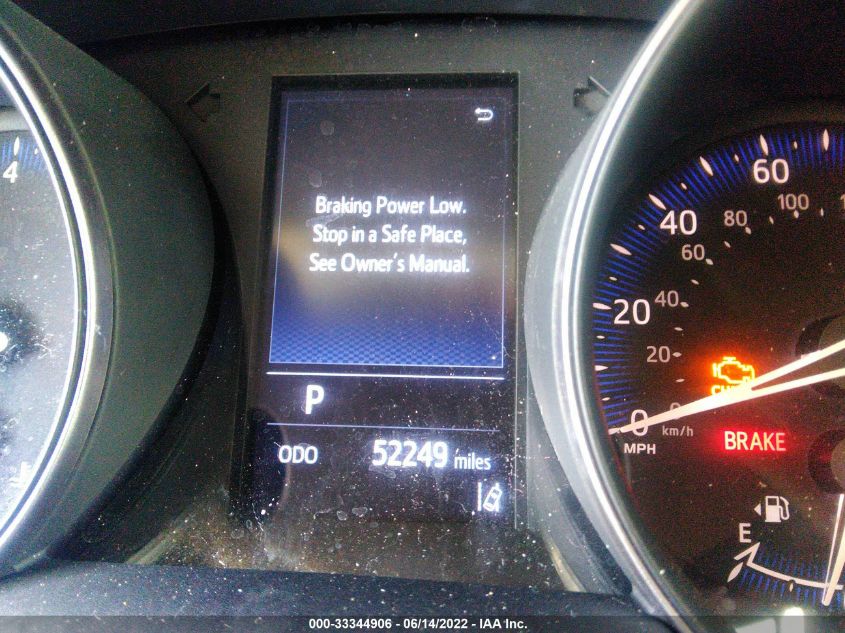 4
Braking Power Low.
Stop in a Safe Place,
See Owner's Manual.
P
ODO 52249 miles
60
100
40
80
60
20
40
20
0
0
km/h
MPH
BRAKE
E
000-33344906 - 06/14/2022 - IAA Inc.